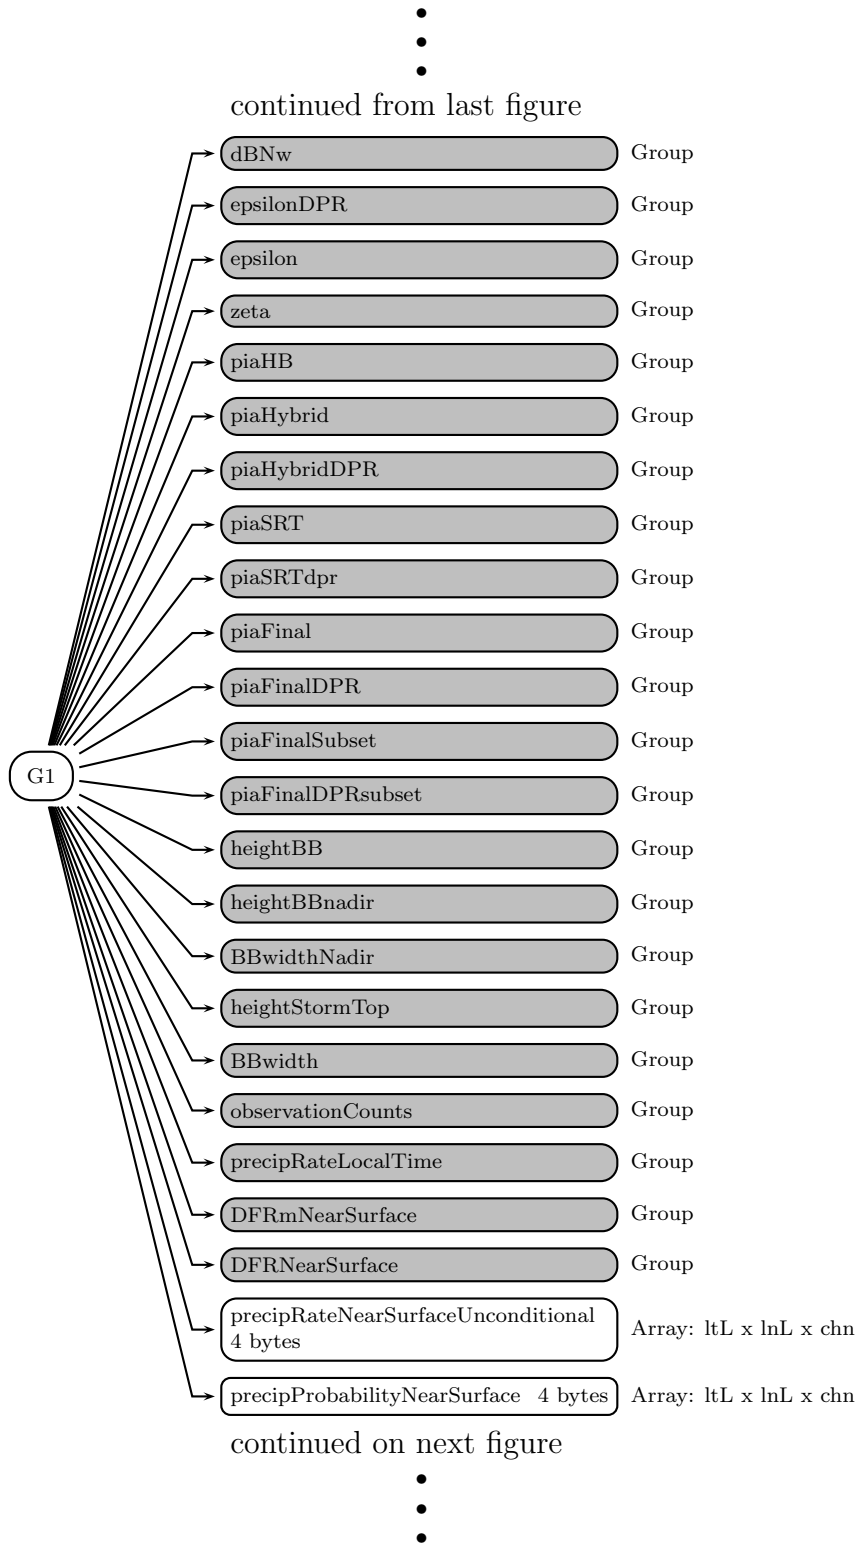 continued from last figure
dBNw Group
epsilonDPR Group
epsilon Group
zeta Group
piaHB Group
piaHybrid Group
piaHybridDPR Group
piaSRT Group
piaSRTdpr Group
piaFinal Group
piaFinalDPR Group
piaFinalSubset Group
G1
piaFinalDPRsubset Group
heightBB Group
heightBBnadir Group
BBwidthNadir Group
heightStormTop Group
BBwidth Group
observationCounts Group
precipRateLocalTime Group
DFRmNearSurface Group
DFRNearSurface Group
precipRateNearSurfaceUnconditional
4 bytes
Array: ltL x lnL x chn
precipProbabilityNearSurface 4 bytes Array: ltL x lnL x chn
continued on next figure